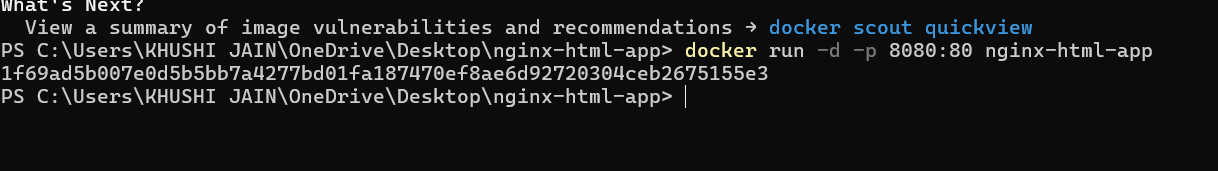 What's Next?
View a summary of image vulnerabilities and recommendations → docker scout quickview
PS C:\Users\KHUSHI JAIN\OneDrive\Desktop\nginx-html-app> docker run -d -p 8080:80 nginx-html-app
1f69ad5b007e0d5b5bb7a4277bd01fa187470ef8ae6d92720304ceb2675155e3
PS C:\Users\KHUSHI JAIN\OneDrive\Desktop\nginx-html-app>